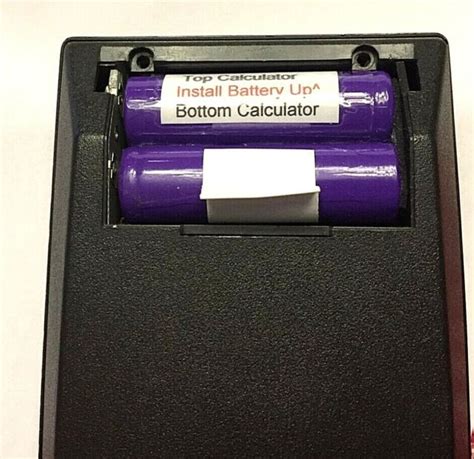 Top Calculator
Install Battery Up^
Bottom Calculator